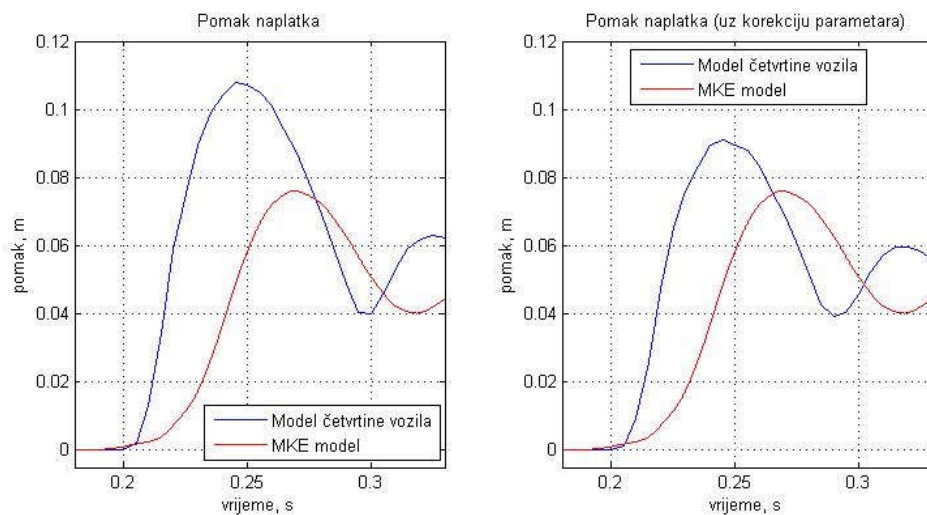 Pomak naplatka
0.12
0.1
0.08
0.06
0.04
0.02
0
pomak, m
0.2
0.25
0.3
vrijeme, s
Model četvrtine vozila
MKE model
Pomak naplatka (uz korekciju parametara)
0.12
0.1
0.08
0.06
0.04
0.02
0
pomak, m
0.2
0.25
0.3
vrijeme, s
Model četvrtine vozila
MKE model